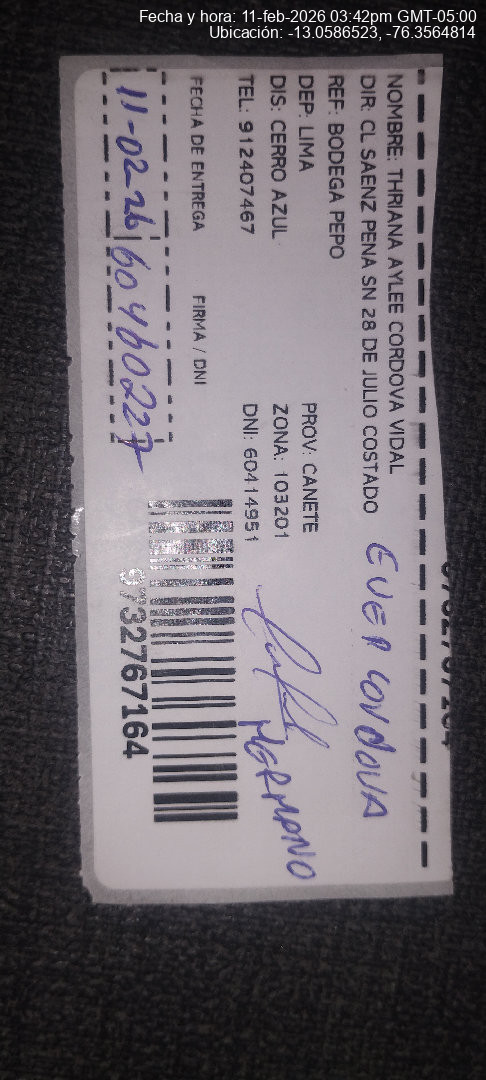 Fecha y hora: 11-feb-2026 03:42pm GMT-05:00
Ubicación: -13.0586523, -76.3564814
NOMBRE: THRIANA AYLEE CORDOVA VIDAL
DIR: CL SAENZ PENA SN 28 DE JULIO COSTADO
REF: BODEGA PEPO
DEP: LIMA PROV: CANETE
DIS: CERRO AZUL ZONA: 103201
TEL: 912407467 DNI: 60414951
EVER CORDOVA
HERMANO
FECHA DE ENTREGA FIRMA / DNI
11-02-26 60460227
9732767164